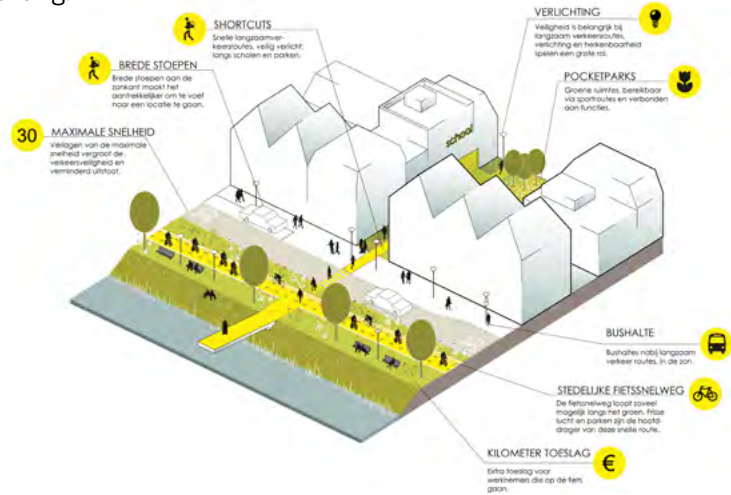 SHORTCUTS
Snelle langzaamver-
keersroutes, veilig verlicht,
langs scholen en parken.
VERLICHTING
Veiligheid is belangrijk bij
langzaam verkeersroutes,
verlichting en herkenbaarheid
spelen een grote rol.
BREDE STOEPEN
Brede stoepen aan de
zonkant maakt het
aantrekkelijker om te voet
naar een locatie te gaan.
POCKETPARKS
Groene ruimtes, bereikbaar
via sportroutes en verbonden
aan functies.
30
MAXIMALE SNELHEID
Verlagen van de maximale
snelheid vergroot de
verkeersveiligheid en
verminderd uitstoot.
school
BUSHALTE
Bushaltes nabij langzaam
verkeer routes, in de zon.
STEDELIJKE FIETSSNELWEG
De fietssnelweg loopt zoveel
mogelijk langs het groen. Frisse
lucht en parken zijn de hoofd-
drager van deze snelle route.
KILOMETER TOESLAG
€
Extra toeslag voor
werknemers die op de fiets
gaan.